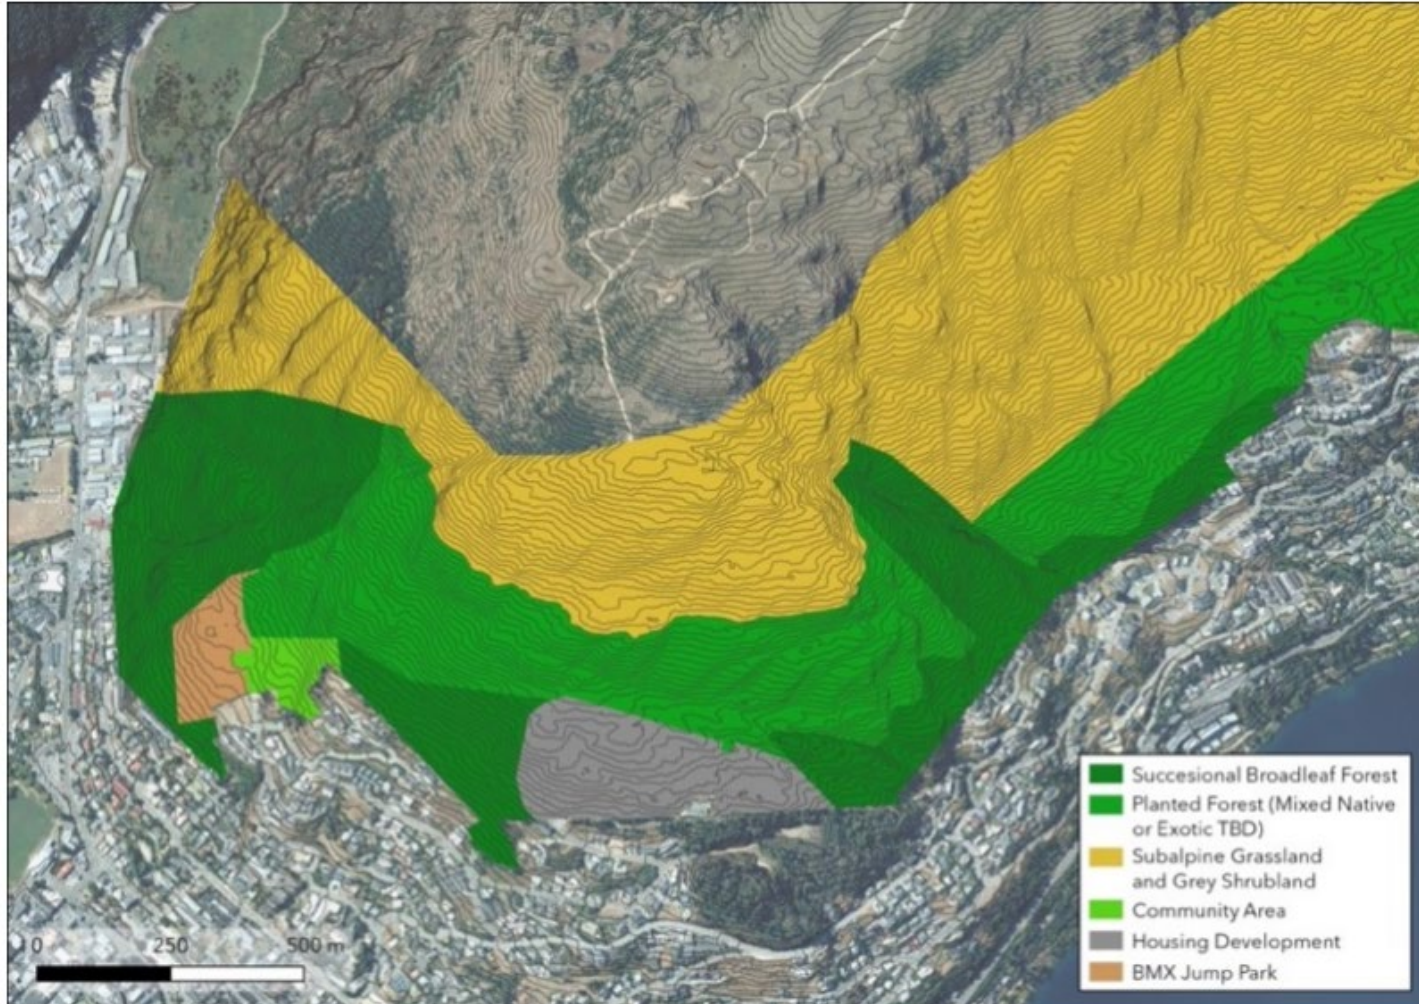 0 250 500 m
Succesional Broadleaf Forest
Planted Forest (Mixed Native
or Exotic TBD)
Subalpine Grassland
and Grey Shrubland
Community Area
Housing Development
BMX Jump Park